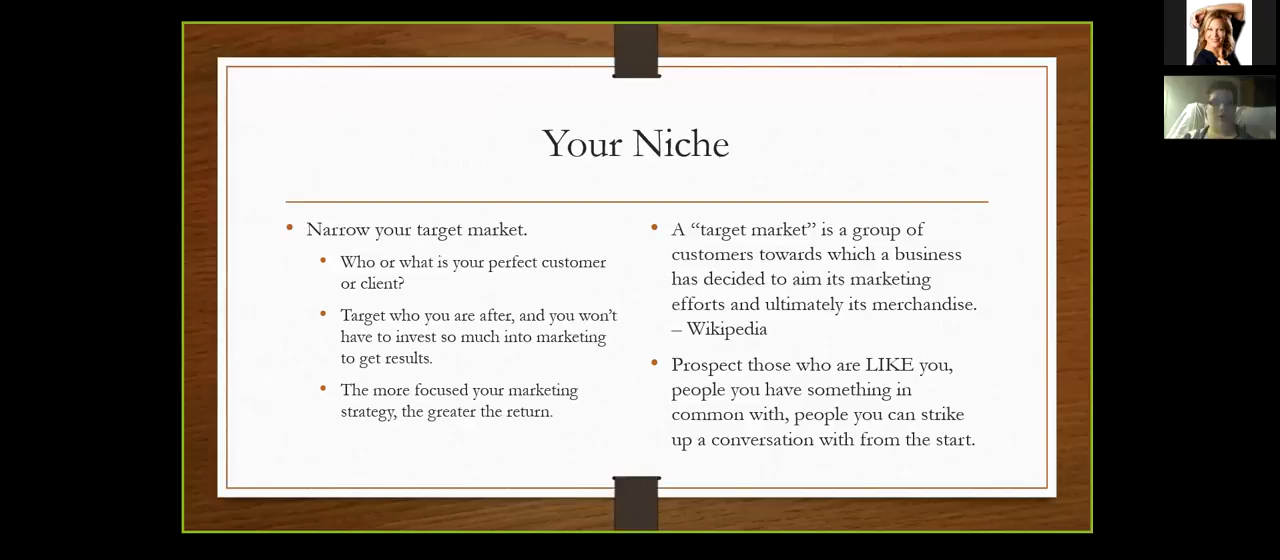 Your Niche
• Narrow your target market.
• Who or what is your perfect customer
or client?
• Target who you are after, and you won’t
have to invest so much into marketing
to get results.
• The more focused your marketing
strategy, the greater the return.
• A “target market” is a group of
customers towards which a business
has decided to aim its marketing
efforts and ultimately its merchandise.
– Wikipedia
• Prospect those who are LIKE you,
people you have something in
common with, people you can strike
up a conversation with from the start.